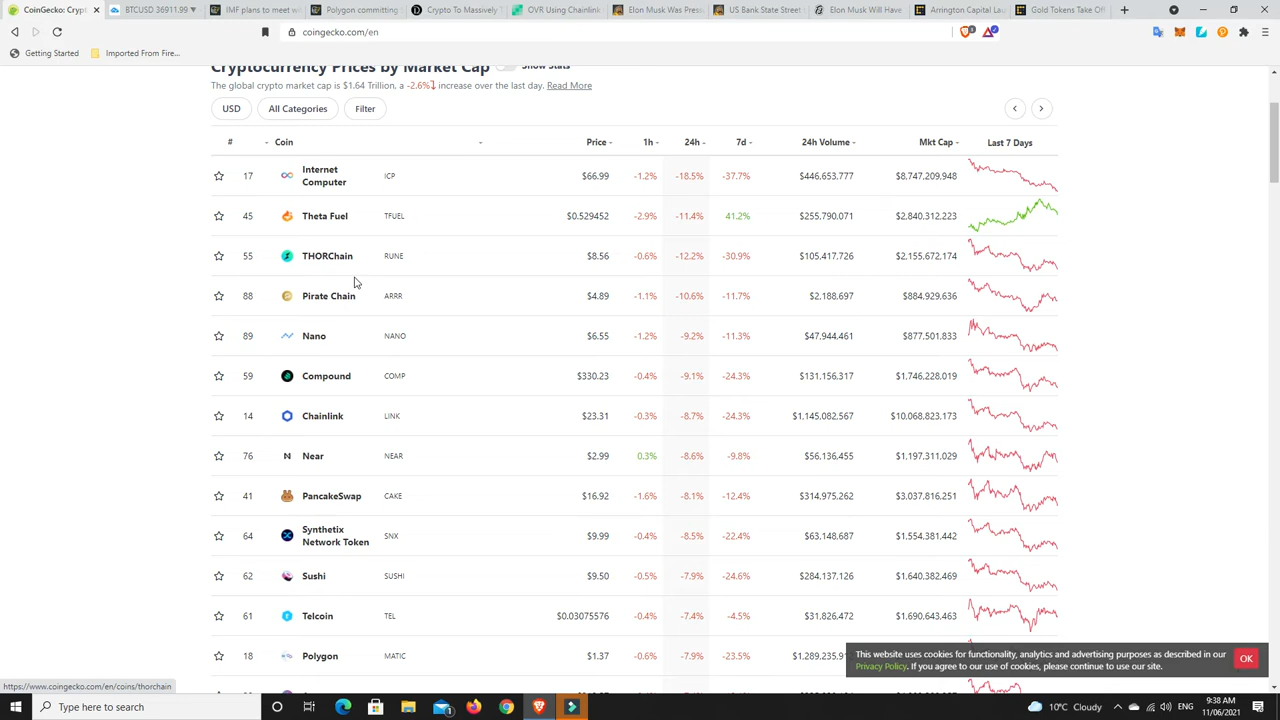 CoinGecko: Crypt
BTCUSD 36911.99
IMF plans to meet wi
Polygon committing
Crypto To Massively T
OVR Using Chainlink
Elon Musk Was Press
US Bank State Street
Elon Musk Will Have
Arrington Capital Lau
Gold Tokens Take Off
coingecko.com/en
Getting Started
Imported From Fire...
Cryptocurrency Prices by Market Cap
Show Stats
The global crypto market cap is $1.64 Trillion, a -2.6% increase over the last day. Read More
USD All Categories Filter
# Coin Price 1h 24h 7d 24h Volume Mkt Cap Last 7 Days
17 Internet Computer ICP $66.99 -1.2% -18.5% -37.7% $446,653,777 $8,747,209,948
45 Theta Fuel TFUEL $0.529452 -2.9% -11.4% 41.2% $255,790,071 $2,840,312,223
55 THORChain RUNE $8.56 -0.6% -12.2% -30.9% $105,417,726 $2,155,672,174
88 Pirate Chain ARRR $4.89 -1.1% -10.6% -11.7% $2,188,697 $884,929,636
89 Nano NANO $6.55 -1.2% -9.2% -11.3% $47,944,461 $877,501,833
59 Compound COMP $330.23 -0.4% -9.1% -24.3% $131,156,317 $1,746,228,019
14 Chainlink LINK $23.31 -0.3% -8.7% -24.3% $1,145,082,567 $10,068,823,173
76 Near NEAR $2.99 0.3% -8.6% -9.8% $56,136,455 $1,197,311,029
41 PancakeSwap CAKE $16.92 -1.6% -8.1% -12.4% $314,975,262 $3,037,816,251
64 Synthetix Network Token SNX $9.99 -0.4% -8.5% -22.4% $63,148,687 $1,554,381,442
62 Sushi SUSHI $9.50 -0.5% -7.9% -24.6% $284,137,126 $1,640,382,469
61 Telcoin TEL $0.03075576 -0.4% -7.4% -4.5% $31,826,472 $1,690,643,463
18 Polygon MATIC $1.37 -0.6% -7.9% -23.5% $1,289,235,9
This website uses cookies for functionality, analytics and advertising purposes as described in our
Privacy Policy. If you agree to our use of cookies, please continue to use our site.
OK
https://www.coingecko.com/en/coins/thorchain
Type here to search
10°C Cloudy
ENG
9:38 AM
11/06/2021